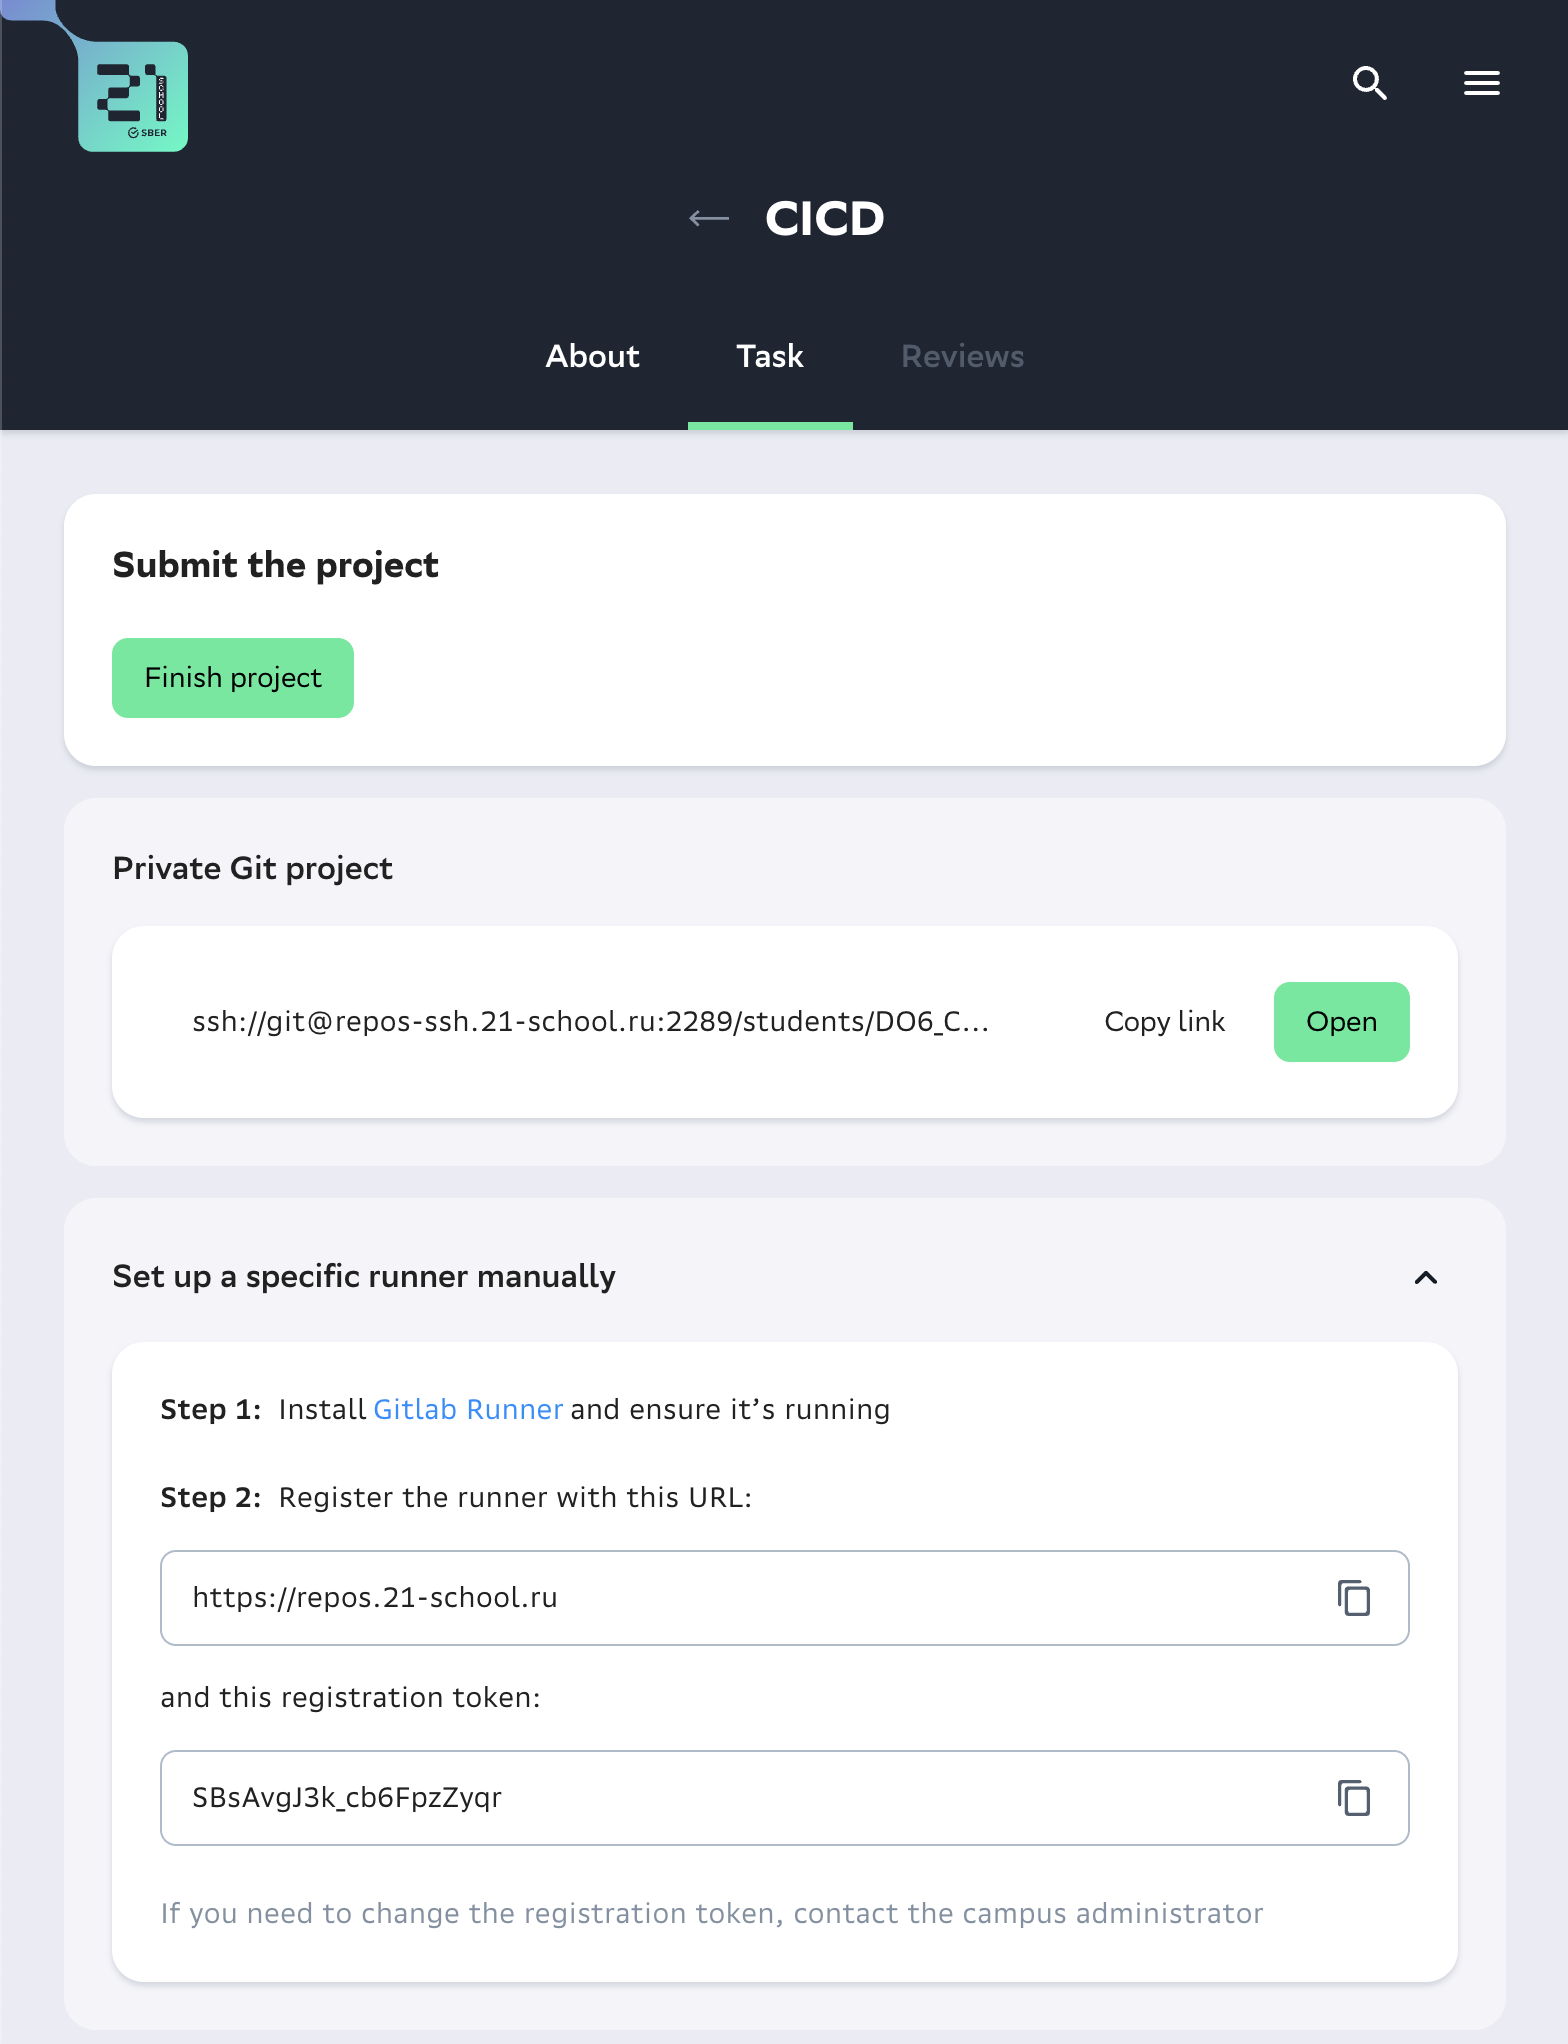 21
SCHOOL
SBER
CICD
About
Task
Reviews
Submit the project
Finish project
Private Git project
ssh://git@repos-ssh.21-school.ru:2289/students/DO6_C...
Copy link
Open
Set up a specific runner manually
Step 1: Install Gitlab Runner and ensure it’s running
Step 2: Register the runner with this URL:
https://repos.21-school.ru
and this registration token:
SBsAvgJ3k_cb6FpzZyqr
If you need to change the registration token, contact the campus administrator